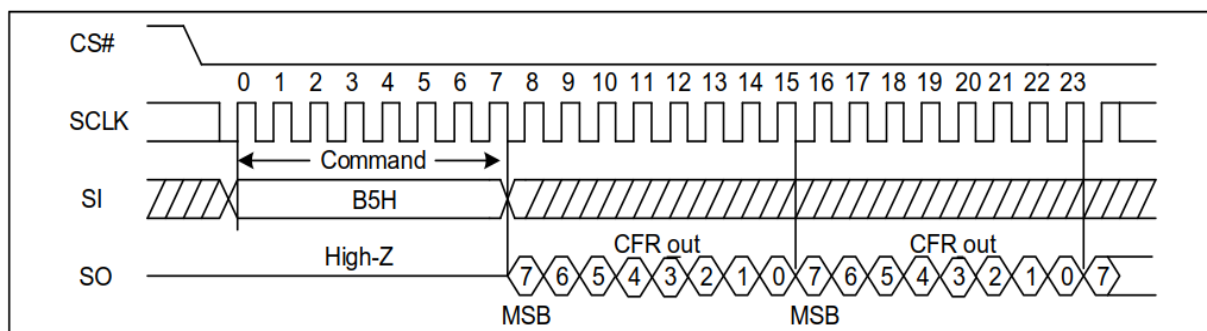 CS#
0 1 2 3 4 5 6 7 8 9 10 11 12 13 14 15 16 17 18 19 20 21 22 23
SCLK
Command
SI
B5H
High-Z
CFR out
CFR out
SO
7 6 5 4 3 2 1 0 7 6 5 4 3 2 1 0 7
MSB
MSB